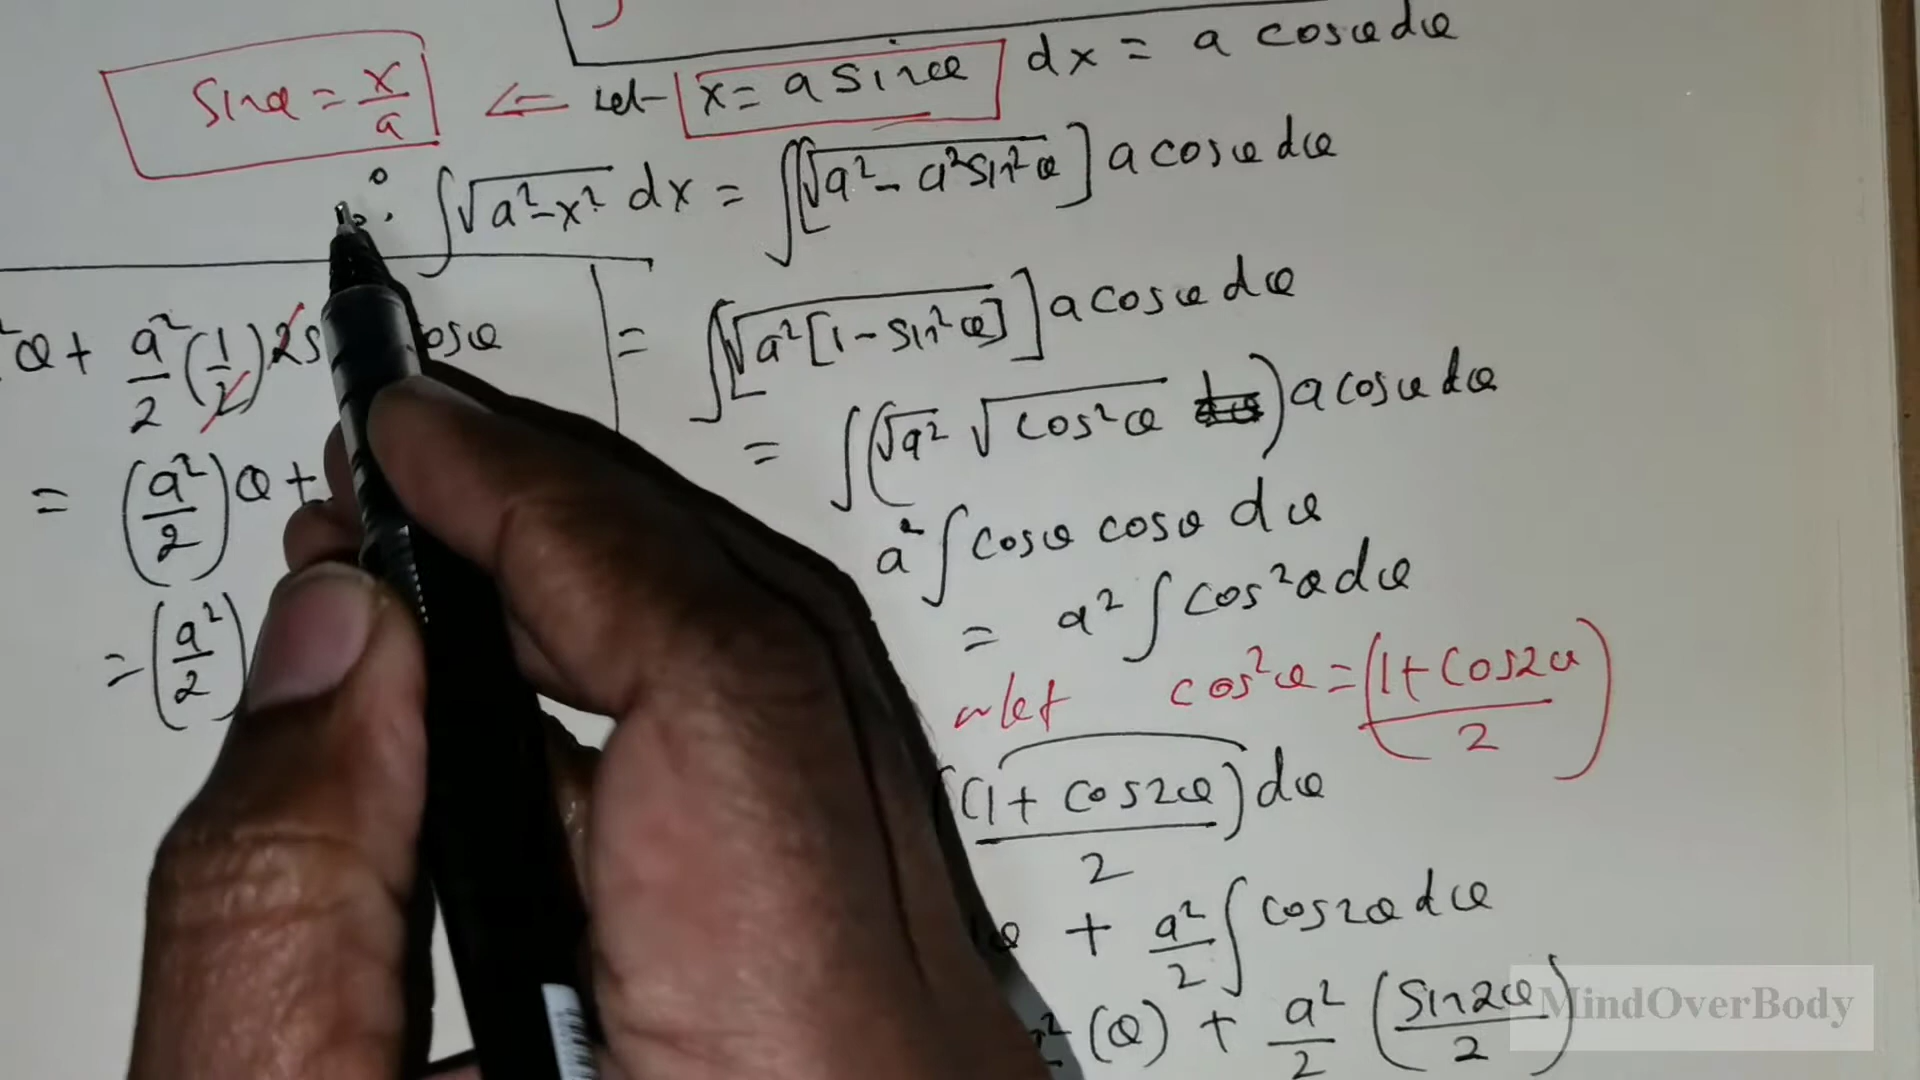 Sinθ = x/a ⇐ Let x = a sinθ dx = a cosθ dθ
∴ ∫√(a²-x²) dx = ∫[√(a² - a²sin²θ)] a cosθ dθ
= ∫[√(a²[1 - sin²θ])] a cosθ dθ
= ∫(√a² √cos²θ) a cosθ dθ
a² ∫ cosθ cosθ dθ
= a² ∫ cos²θ dθ
let cos²θ = (1 + cos2θ / 2)
((1 + cos2θ) / 2) dθ
+ a²/2 ∫ cos2θ dθ
(θ) + a²/2 (sin2θ / 2)
²θ + a²/2 (1/2) 2s osθ
= (a²/2) θ +
= (a²/2)
MindOverBody